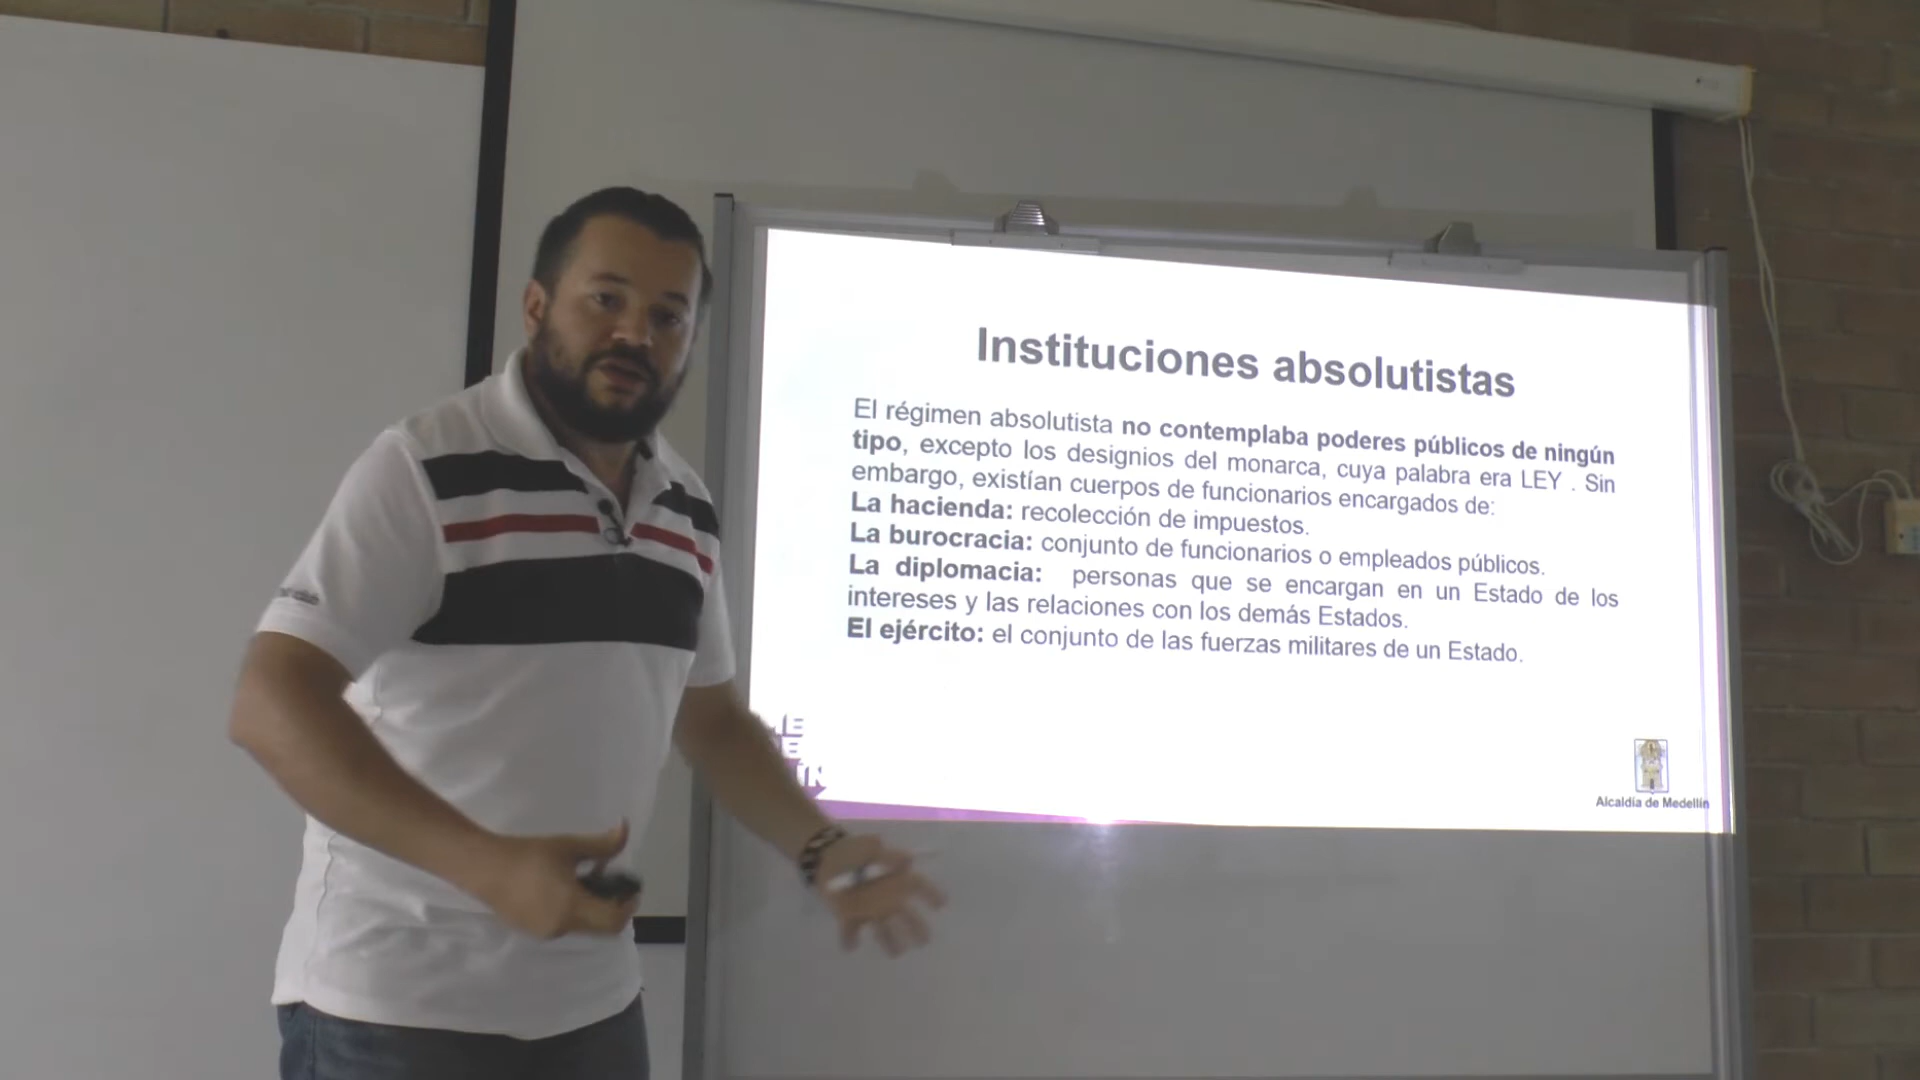 Instituciones absolutistas
El régimen absolutista no contemplaba poderes públicos de ningún
tipo, excepto los designios del monarca, cuya palabra era LEY . Sin
embargo, existían cuerpos de funcionarios encargados de:
La hacienda: recolección de impuestos.
La burocracia: conjunto de funcionarios o empleados públicos.
La diplomacia: personas que se encargan en un Estado de los
intereses y las relaciones con los demás Estados.
El ejército: el conjunto de las fuerzas militares de un Estado.
Alcaldía de Medellín